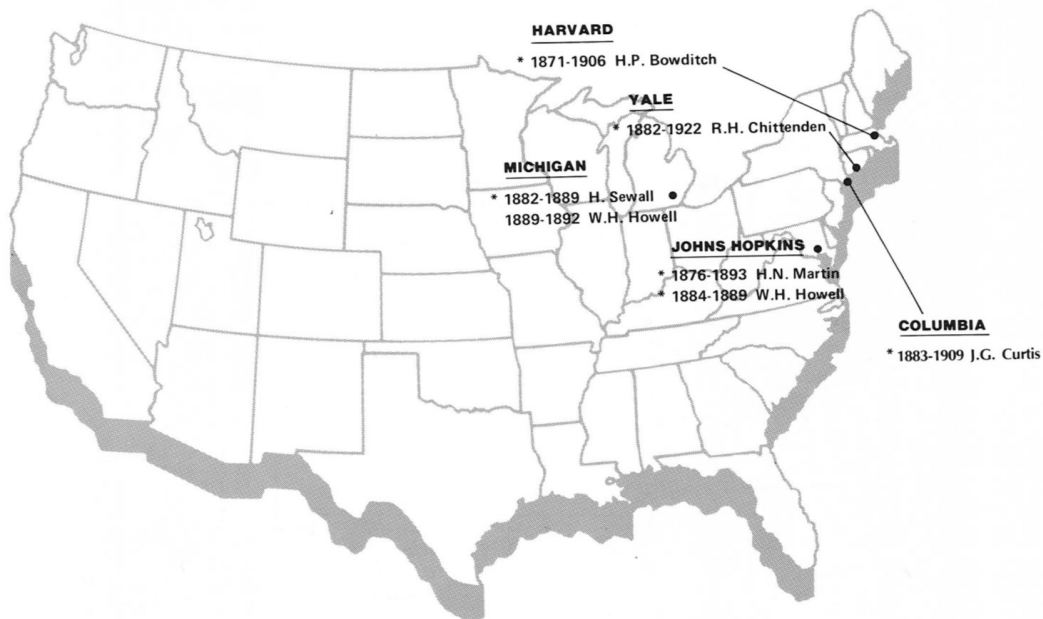 HARVARD
* 1871-1906 H.P. Bowditch
YALE
* 1882-1922 R.H. Chittenden
MICHIGAN
* 1882-1889 H. Sewall
1889-1892 W.H. Howell
JOHNS HOPKINS
* 1876-1893 H.N. Martin
* 1884-1889 W.H. Howell
COLUMBIA
* 1883-1909 J.G. Curtis